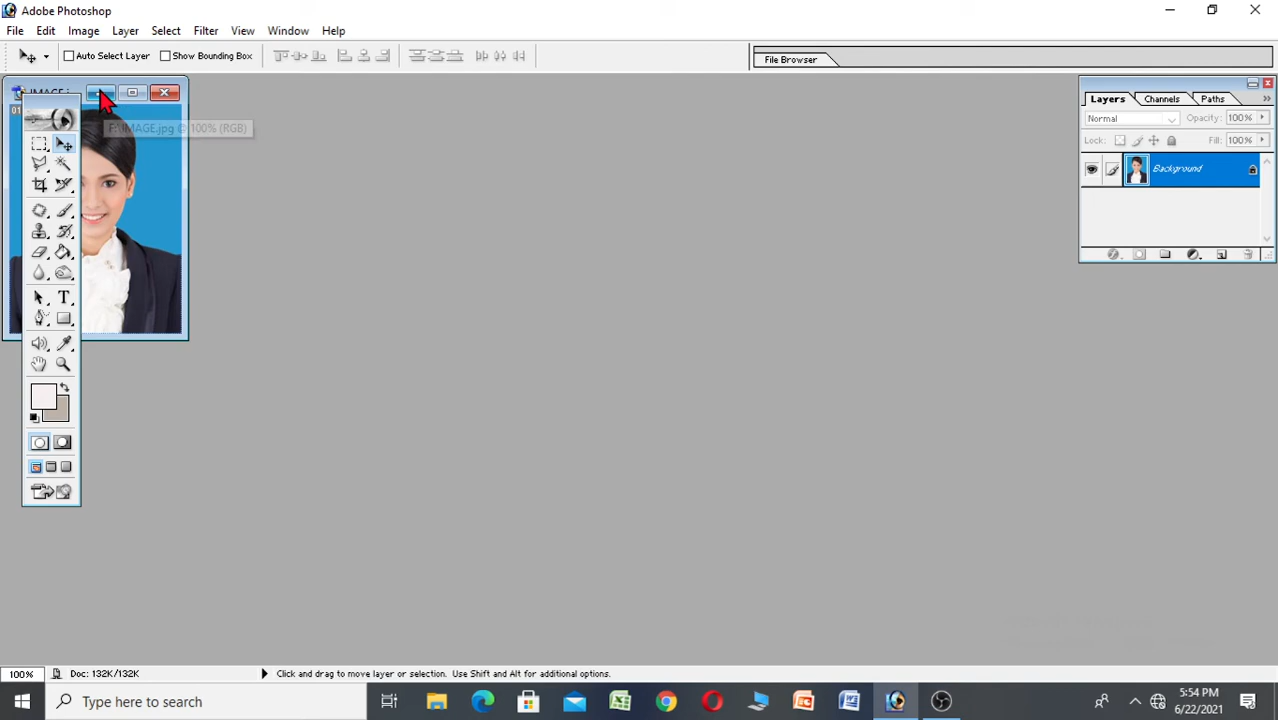 Adobe Photoshop
File Edit Image Layer Select Filter View Window Help
Auto Select Layer Show Bounding Box File Browser
IMAGE.j
01
F:\IMAGE.jpg @ 100% (RGB)
Layers Channels Paths
Normal Opacity: 100%
Lock: Fill: 100%
Background
T
100% Doc: 132K/132K Click and drag to move layer or selection. Use Shift and Alt for additional options.
Type here to search
5:54 PM
6/22/2021